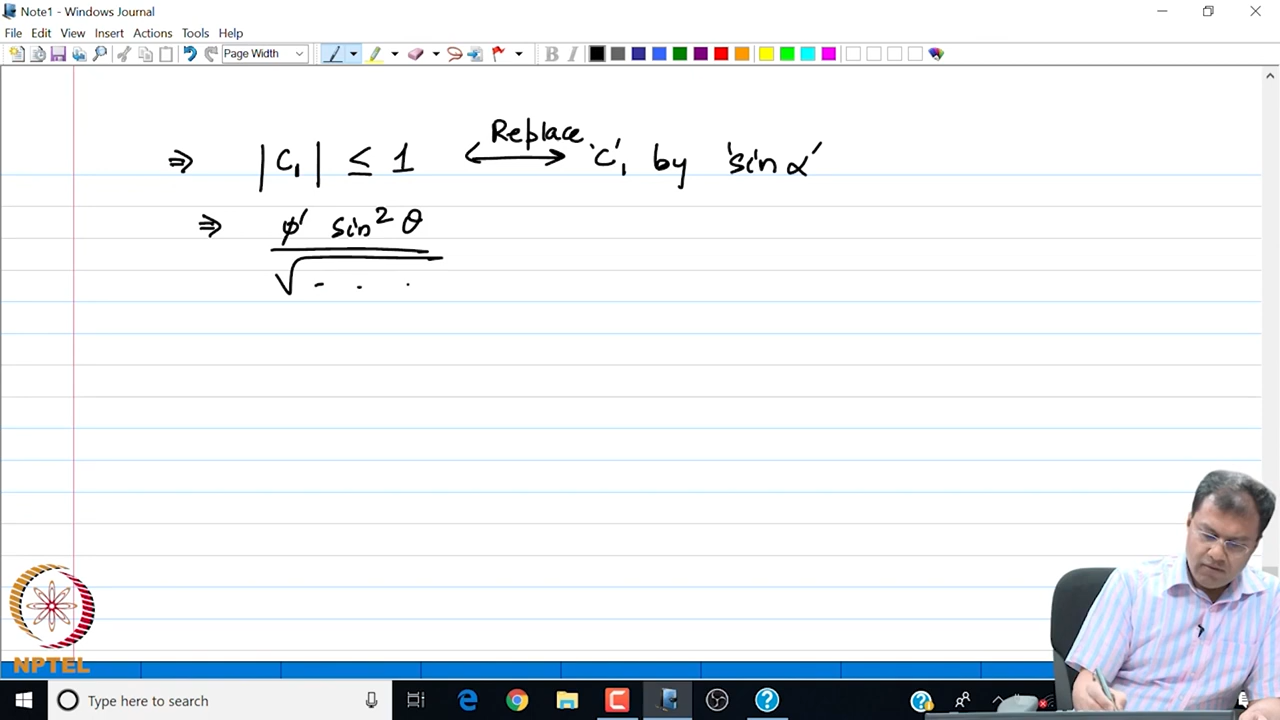 Note1 - Windows Journal
File Edit View Insert Actions Tools Help
Page Width B I
⇒ |C₁| ≤ 1 ⟷ Replace 'C₁' by 'sin α'
⇒ φ' sin² θ
√ - . .
NPTEL
Type here to search